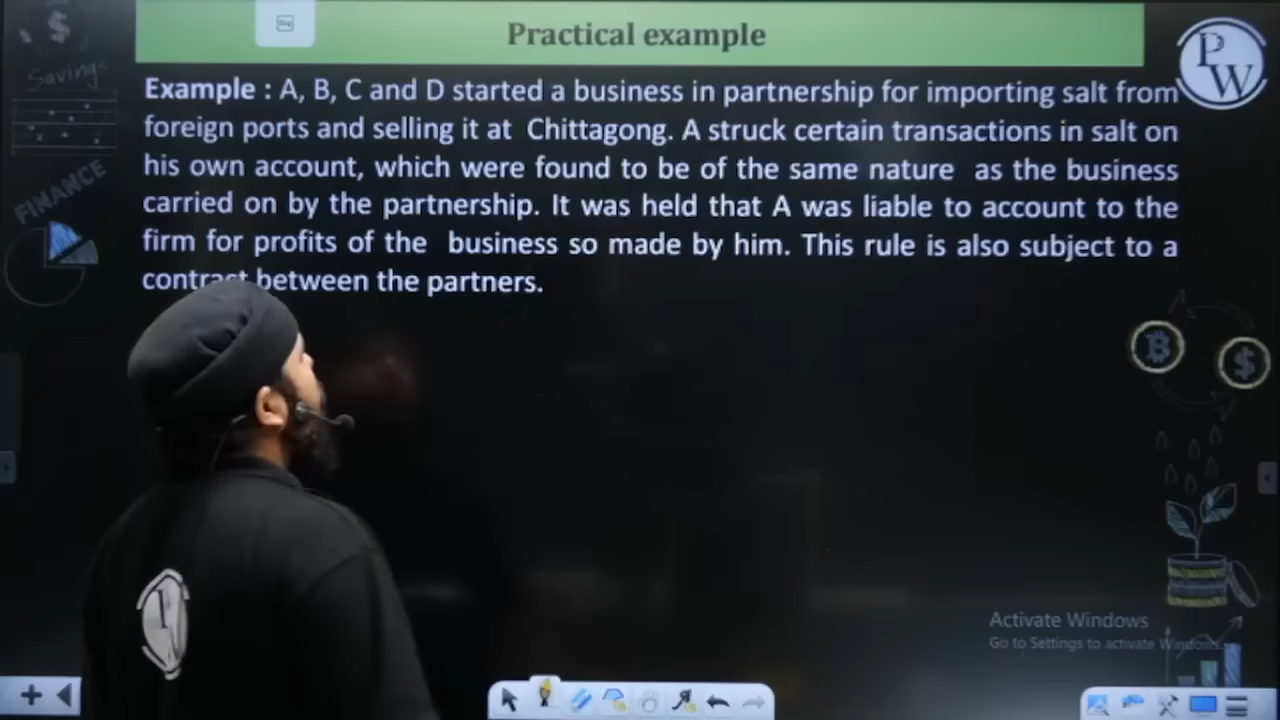 Practical example
Savings
FINANCE
PW
Example : A, B, C and D started a business in partnership for importing salt from
foreign ports and selling it at Chittagong. A struck certain transactions in salt on
his own account, which were found to be of the same nature as the business
carried on by the partnership. It was held that A was liable to account to the
firm for profits of the business so made by him. This rule is also subject to a
contract between the partners.
Activate Windows
Go to Settings to activate Windows.